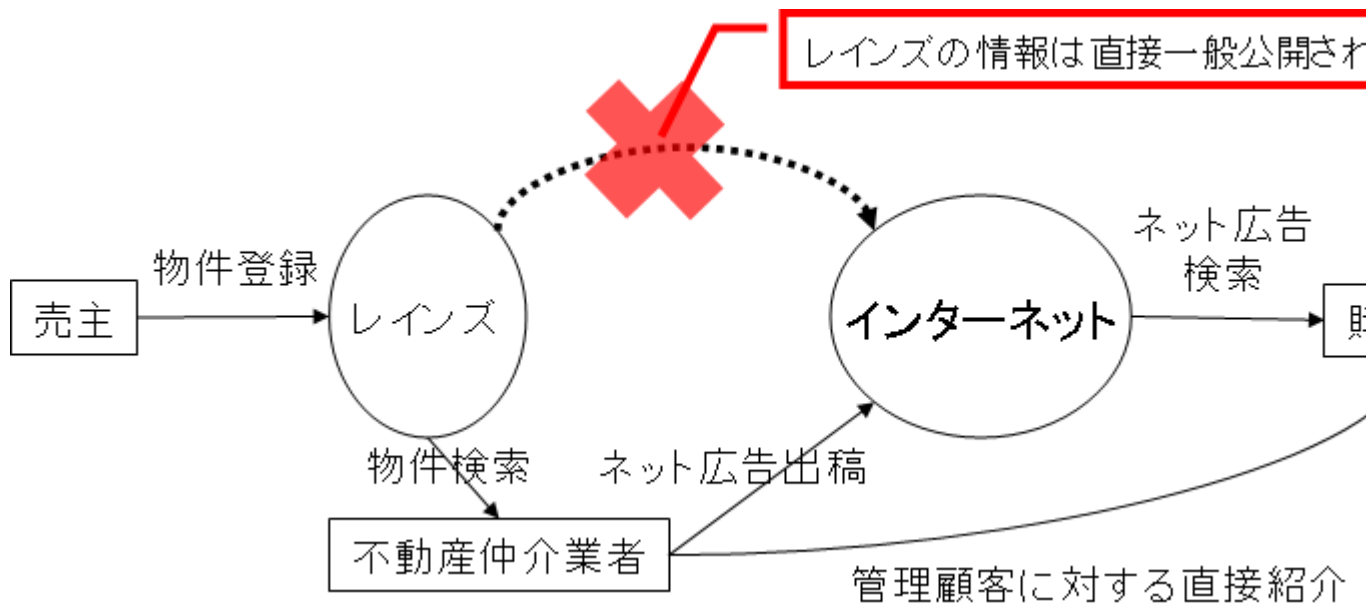 レインズの情報は直接一般公開され
ネット広告
検索
物件登録
売主
レインズ
インターネット
物件検索
ネット広告出稿
不動産仲介業者
管理顧客に対する直接紹介